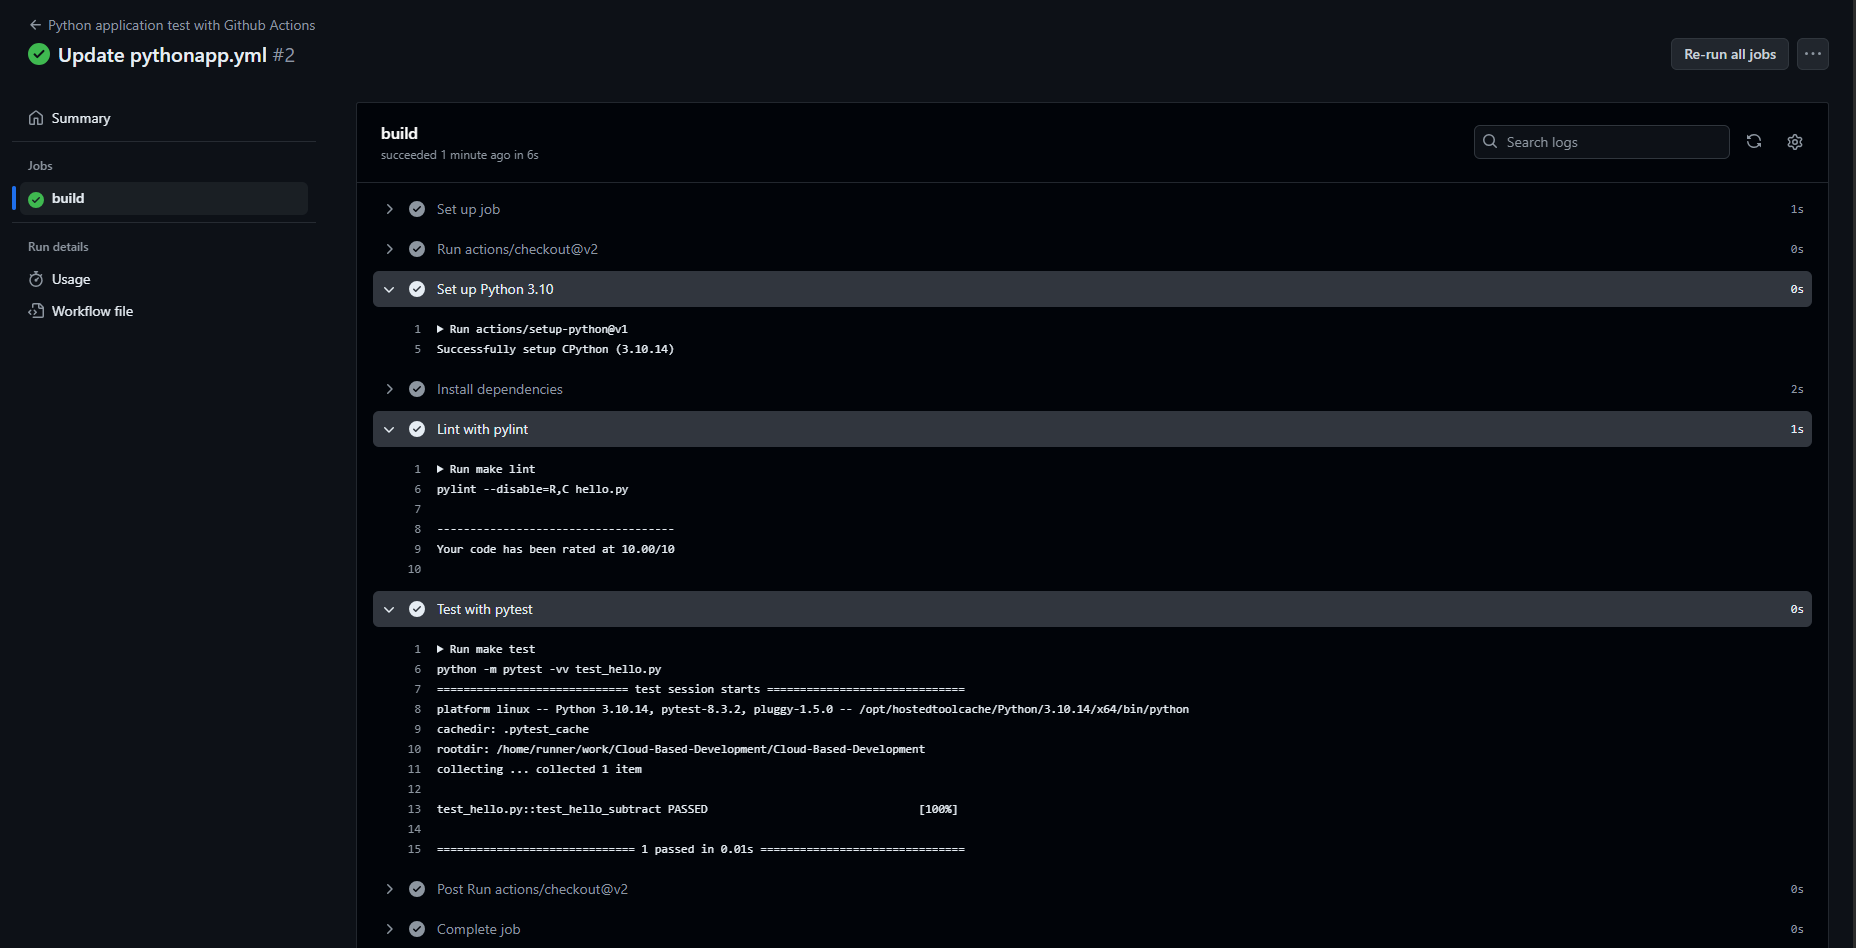 Python application test with Github Actions
Update pythonapp.yml #2
Re-run all jobs
Summary
Jobs
build
Run details
Usage
Workflow file
build
succeeded 1 minute ago in 6s
Search logs
Set up job 1s
Run actions/checkout@v2 0s
Set up Python 3.10 0s
1 Run actions/setup-python@v1
5 Successfully setup CPython (3.10.14)
Install dependencies 2s
Lint with pylint 1s
1 Run make lint
6 pylint --disable=R,C hello.py
7
8 ------------------------------------
9 Your code has been rated at 10.00/10
10
Test with pytest 0s
1 Run make test
6 python -m pytest -vv test_hello.py
7 ============================= test session starts ==============================
8 platform linux -- Python 3.10.14, pytest-8.3.2, pluggy-1.5.0 -- /opt/hostedtoolcache/Python/3.10.14/x64/bin/python
9 cachedir: .pytest_cache
10 rootdir: /home/runner/work/Cloud-Based-Development/Cloud-Based-Development
11 collecting ... collected 1 item
12
13 test_hello.py::test_hello_subtract PASSED [100%]
14
15 ============================== 1 passed in 0.01s ===============================
Post Run actions/checkout@v2 0s
Complete job 0s